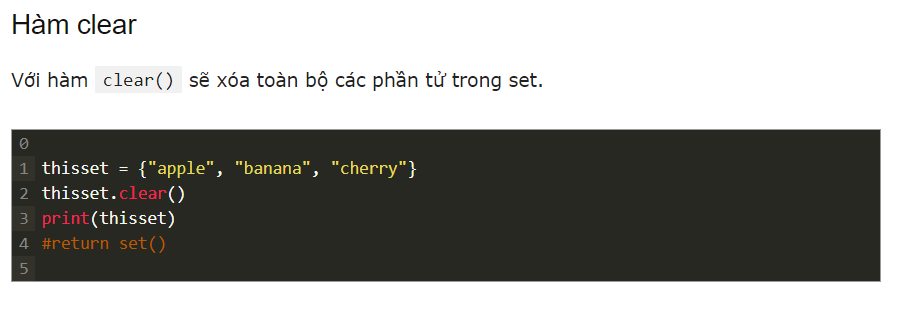 Hàm clear
Với hàm clear() sẽ xóa toàn bộ các phần tử trong set.
0
1 thisset = {"apple", "banana", "cherry"}
2 thisset.clear()
3 print(thisset)
4 #return set()
5